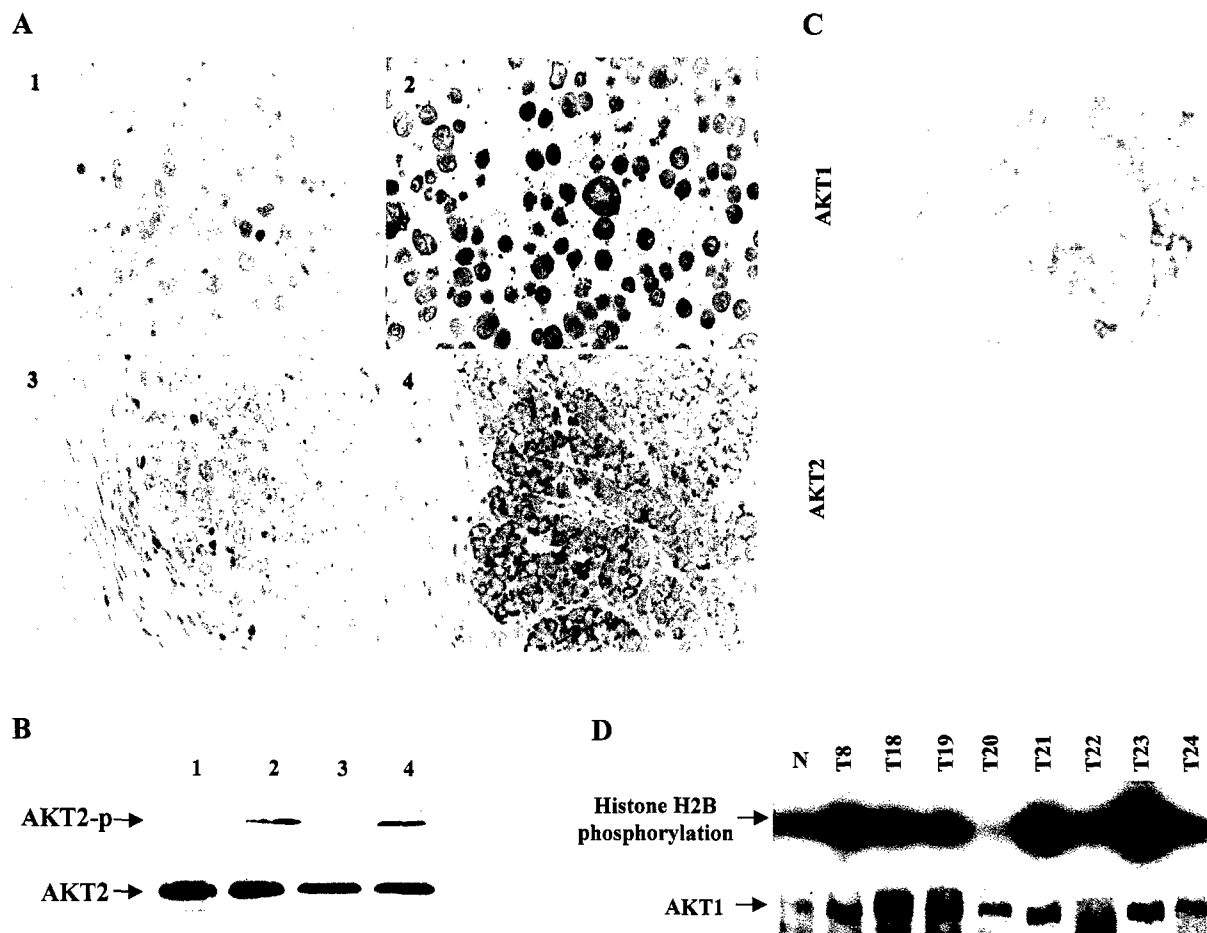 A
C
1
2
AKT1
3
4
AKT2
B
1 2 3 4
AKT2-p
AKT2
D
N T8 T18 T19 T20 T21 T22 T23 T24
Histone H2B
phosphorylation
AKT1